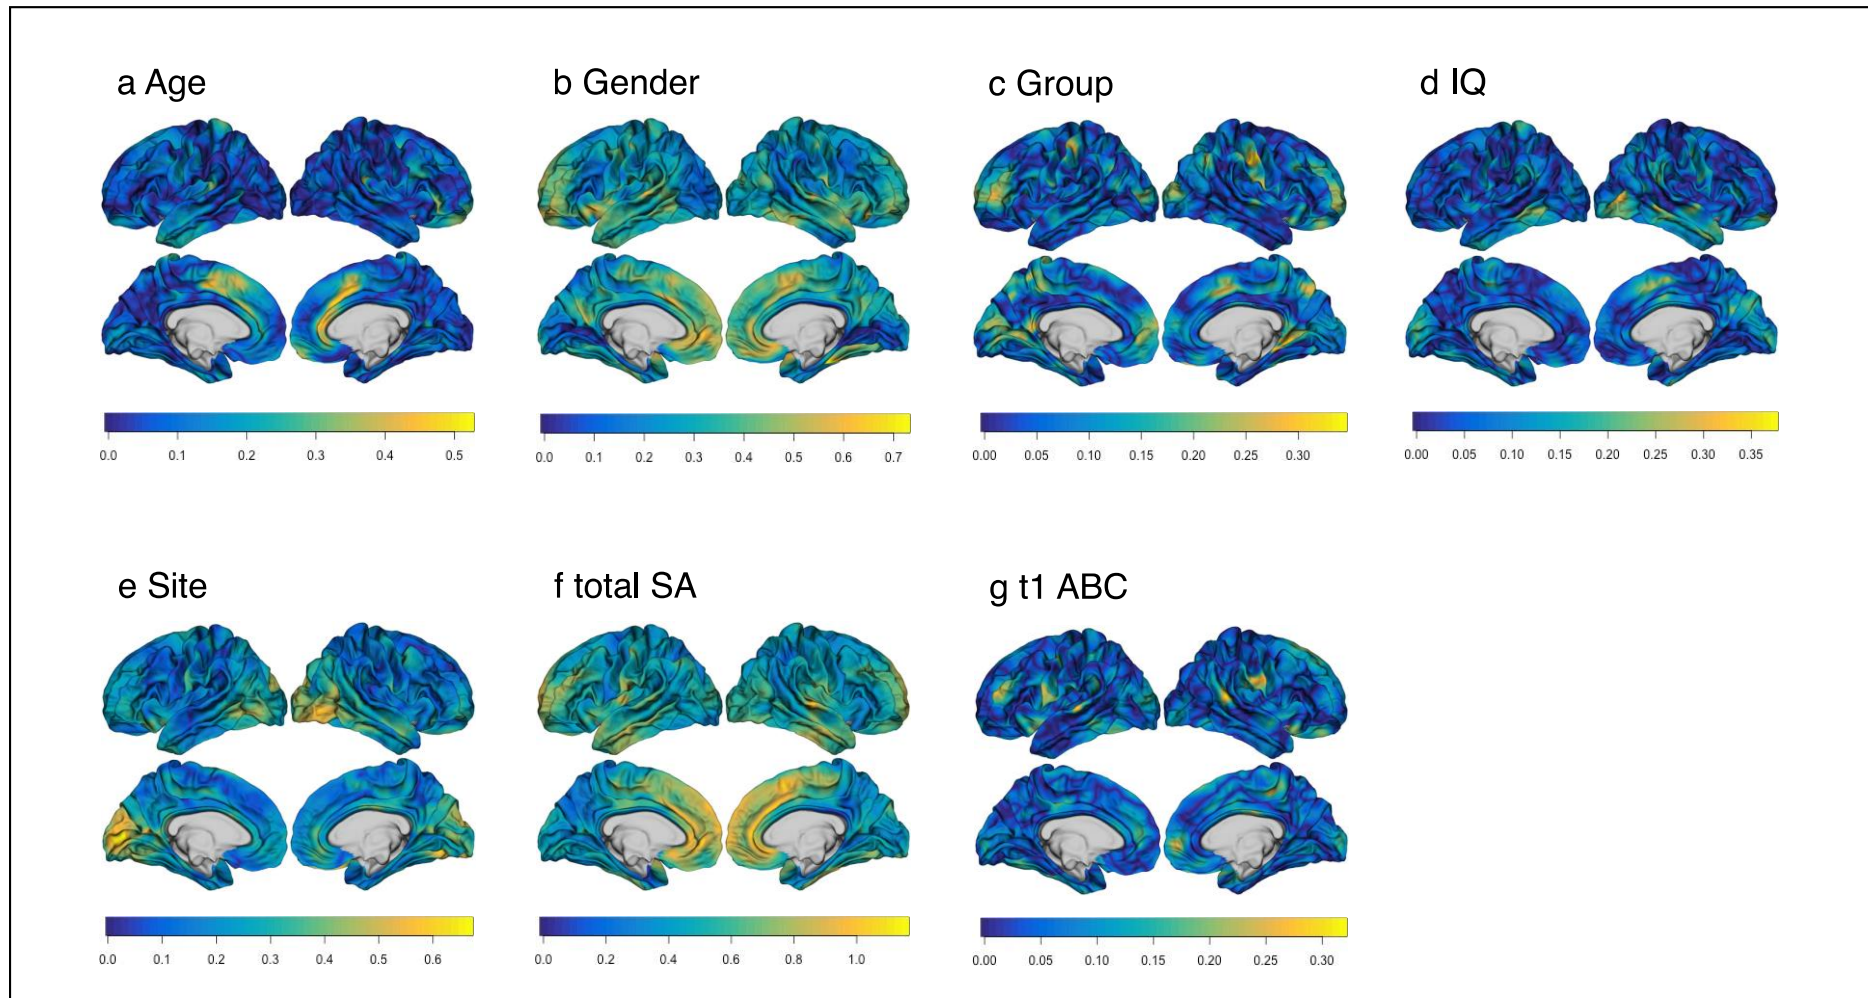 a Age
b Gender
c Group
d IQ
0.0 0.1 0.2 0.3 0.4 0.5
0.0 0.1 0.2 0.3 0.4 0.5 0.6 0.7
0.00 0.05 0.10 0.15 0.20 0.25 0.30
0.00 0.05 0.10 0.15 0.20 0.25 0.30 0.35
e Site
f total SA
g t1 ABC
0.0 0.1 0.2 0.3 0.4 0.5 0.6
0.0 0.2 0.4 0.6 0.8 1.0
0.00 0.05 0.10 0.15 0.20 0.25 0.30